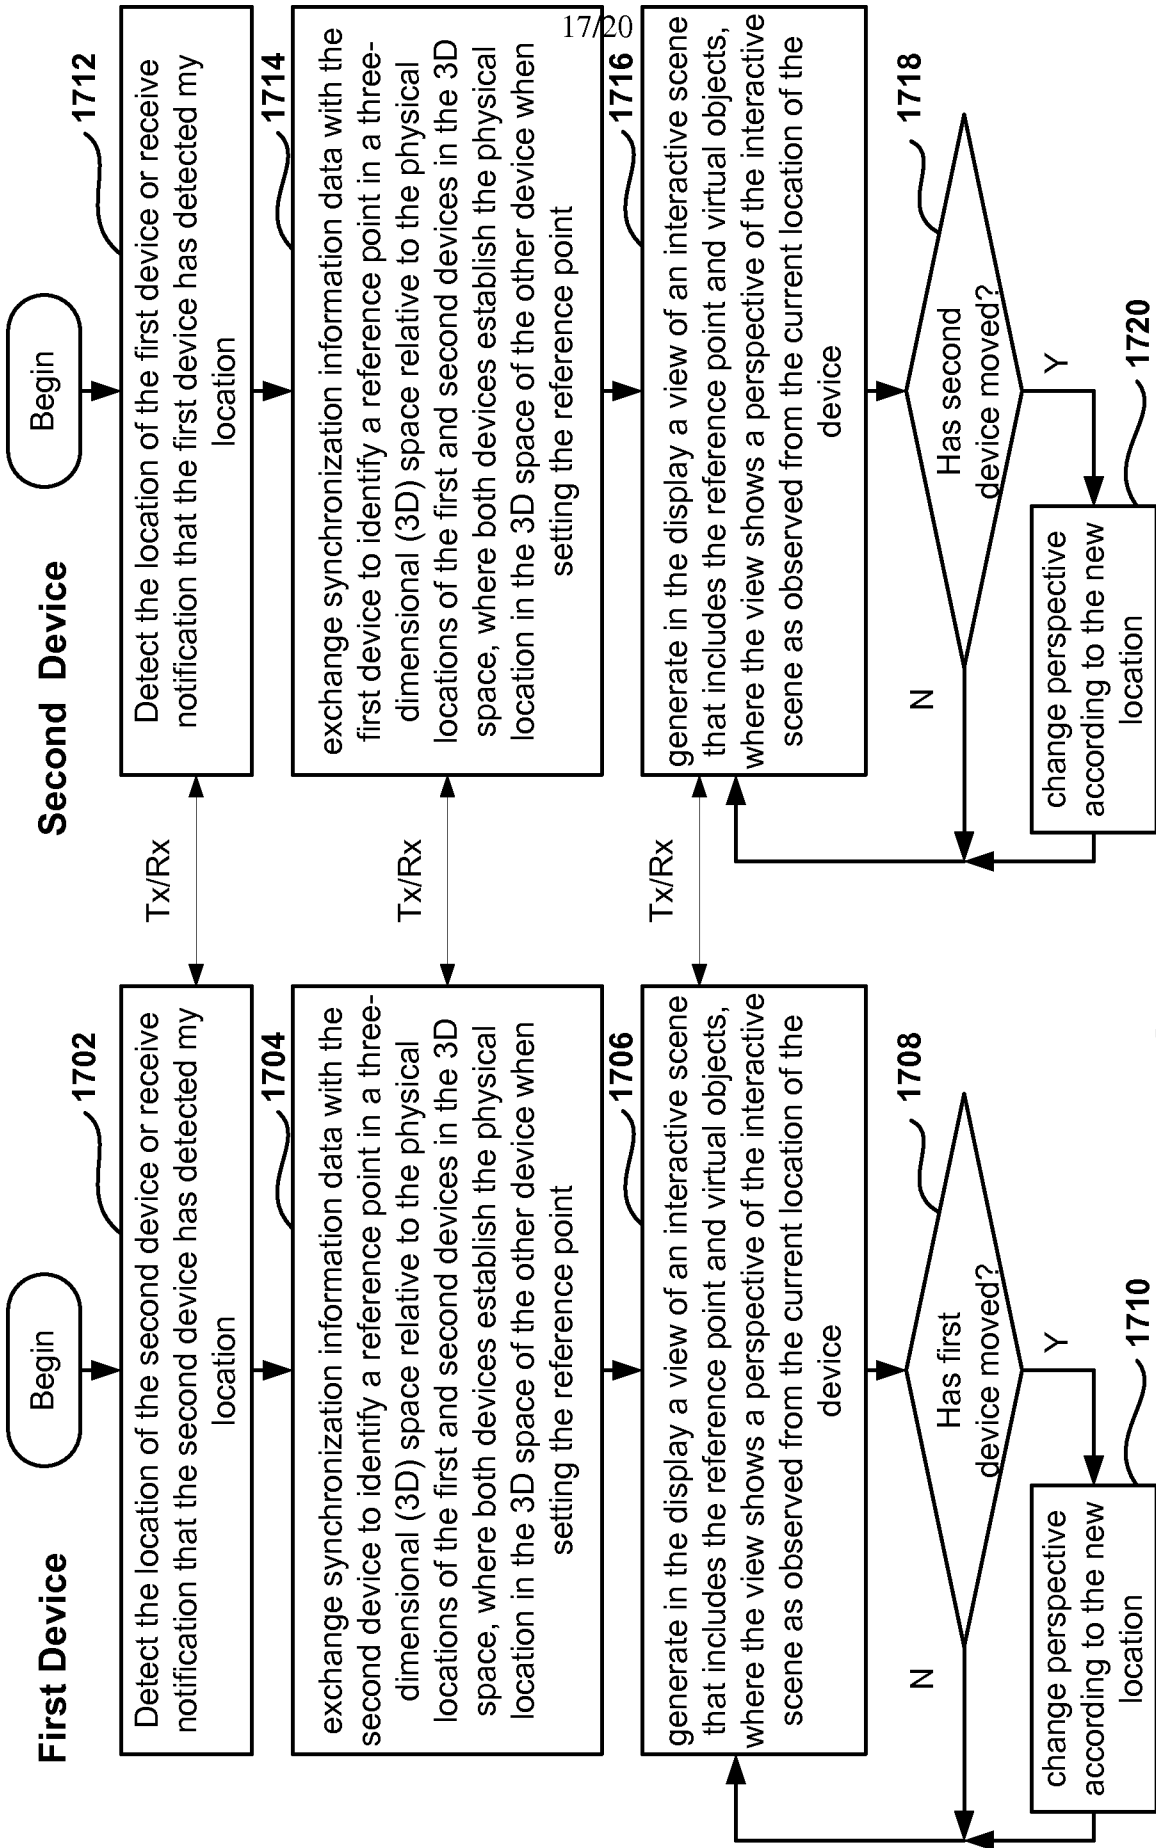 17/20
First Device
Begin
1702
Detect the location of the second device or receive
notification that the second device has detected my
location
1704
exchange synchronization information data with the
second device to identify a reference point in a three-
dimensional (3D) space relative to the physical
locations of the first and second devices in the 3D
space, where both devices establish the physical
location in the 3D space of the other device when
setting the reference point
1706
generate in the display a view of an interactive scene
that includes the reference point and virtual objects,
where the view shows a perspective of the interactive
scene as observed from the current location of the
device
1708
Has first
device moved?
N
Y
1710
change perspective
according to the new
location
Tx/Rx
Tx/Rx
Tx/Rx
Second Device
Begin
1712
Detect the location of the first device or receive
notification that the first device has detected my
location
1714
exchange synchronization information data with the
first device to identify a reference point in a three-
dimensional (3D) space relative to the physical
locations of the first and second devices in the 3D
space, where both devices establish the physical
location in the 3D space of the other device when
setting the reference point
1716
generate in the display a view of an interactive scene
that includes the reference point and virtual objects,
where the view shows a perspective of the interactive
scene as observed from the current location of the
device
1718
Has second
device moved?
N
Y
1720
change perspective
according to the new
location